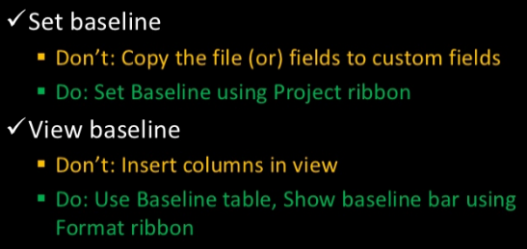 ✓ Set baseline
▪ Don't: Copy the file (or) fields to custom fields
▪ Do: Set Baseline using Project ribbon
✓ View baseline
▪ Don't: Insert columns in view
▪ Do: Use Baseline table, Show baseline bar using
Format ribbon